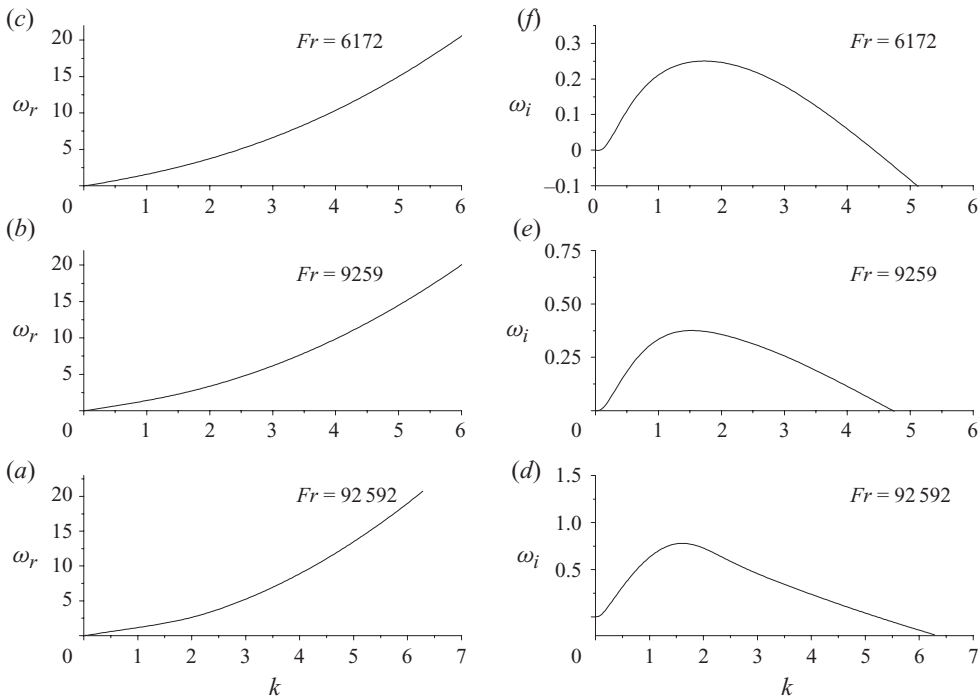 (c)
20
15
10
5
ω_r
Fr = 6172
0 1 2 3 4 5 6
(f)
0.3
0.2
0.1
0
–0.1
ω_i
Fr = 6172
0 1 2 3 4 5 6
(b)
20
15
10
5
ω_r
Fr = 9259
0 1 2 3 4 5 6
(e)
0.75
0.50
0.25
ω_i
Fr = 9259
0 1 2 3 4 5 6
(a)
20
15
10
5
ω_r
Fr = 92 592
0 1 2 3 4 5 6 7
k
(d)
1.5
1.0
0.5
ω_i
Fr = 92 592
0 1 2 3 4 5 6 7
k